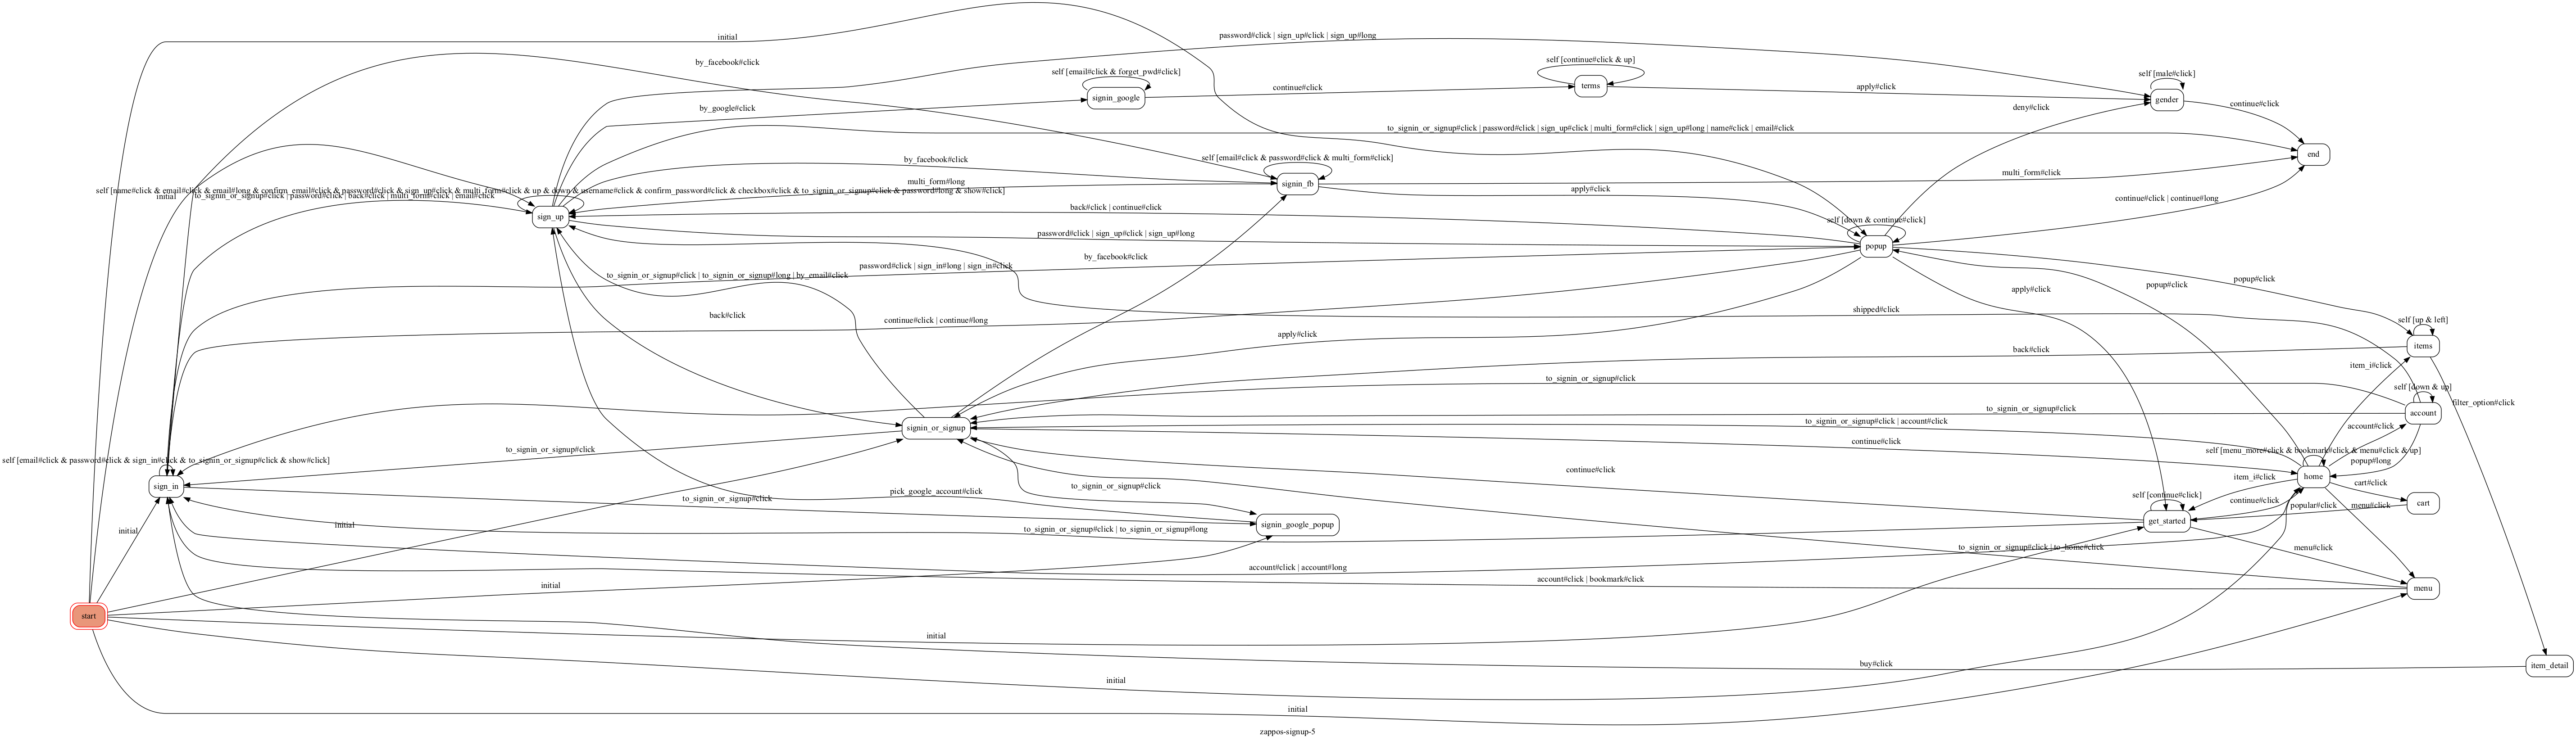 initial
password#click | sign_up#click | sign_up#long
by_facebook#click
self [continue#click & up]
self [email#click & forget_pwd#click]
self [male#click]
continue#click
terms
apply#click
signin_google
gender
continue#click
by_google#click
deny#click
to_signin_or_signup#click | password#click | sign_up#click | multi_form#click | sign_up#long | name#click | email#click
end
by_facebook#click
self [email#click & password#click & multi_form#click]
multi_form#click
multi_form#long
signin_fb
apply#click
self [name#click & email#click & email#long & confirm_email#click & password#click & sign_up#click & multi_form#click & up & down & username#click & confirm_password#click & checkbox#click & to_signin_or_signup#click & password#long & show#click]
initial
to_signin_or_signup#click | password#click | back#click | multi_form#click | email#click
continue#click | continue#long
back#click | continue#click
sign_up
self [down & continue#click]
password#click | sign_up#click | sign_up#long
popup
by_facebook#click
password#click | sign_in#long | sign_in#click
to_signin_or_signup#click | to_signin_or_signup#long | by_email#click
popup#click
popup#click
apply#click
shipped#click
back#click
continue#click | continue#long
self [up & left]
apply#click
items
back#click
item_i#click
to_signin_or_signup#click
self [down & up]
filter_option#click
to_signin_or_signup#click
account
to_signin_or_signup#click | account#click
account#click
signin_or_signup
continue#click
to_signin_or_signup#click
self [menu_more#click & bookmark#click & menu#click & up]
self [email#click & password#click & sign_in#click & to_signin_or_signup#click & show#click]
popup#long
continue#click
home
item_i#click
cart#click
sign_in
to_signin_or_signup#click
pick_google_account#click
self [continue#click]
to_signin_or_signup#click
continue#click
popular#click
menu#click
cart
initial
initial
signin_google_popup
get_started
to_signin_or_signup#click | to_signin_or_signup#long
to_signin_or_signup#click | to_home#click
menu#click
account#click | account#long
account#click | bookmark#click
initial
menu
start
initial
buy#click
item_detail
initial
initial
zappos-signup-5